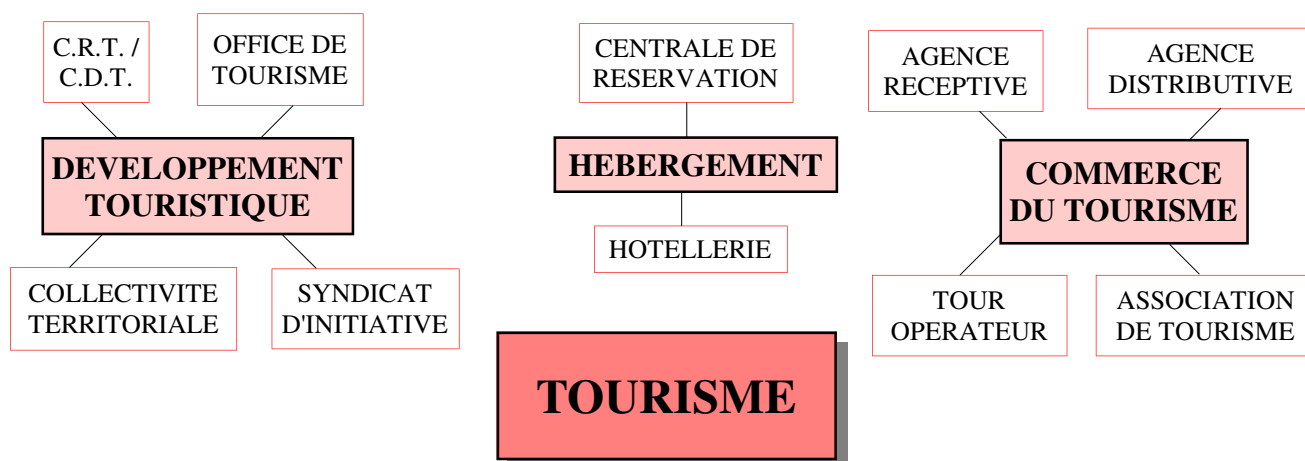 C.R.T. /
C.D.T.
OFFICE DE
TOURISME
DEVELOPPEMENT
TOURISTIQUE
COLLECTIVITE
TERRITORIALE
SYNDICAT
D'INITIATIVE
CENTRALE DE
RESERVATION
HEBERGEMENT
HOTELLERIE
AGENCE
RECEPTIVE
AGENCE
DISTRIBUTIVE
COMMERCE
DU TOURISME
TOUR
OPERATEUR
ASSOCIATION
DE TOURISME
TOURISME